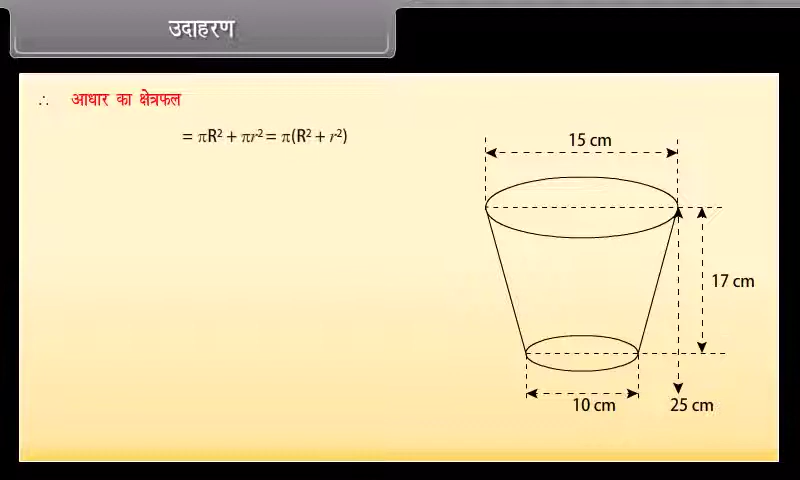 उदाहरण
∴ आधार का क्षेत्रफल
= πR² + πr² = π(R² + r²)
15 cm
17 cm
10 cm
25 cm